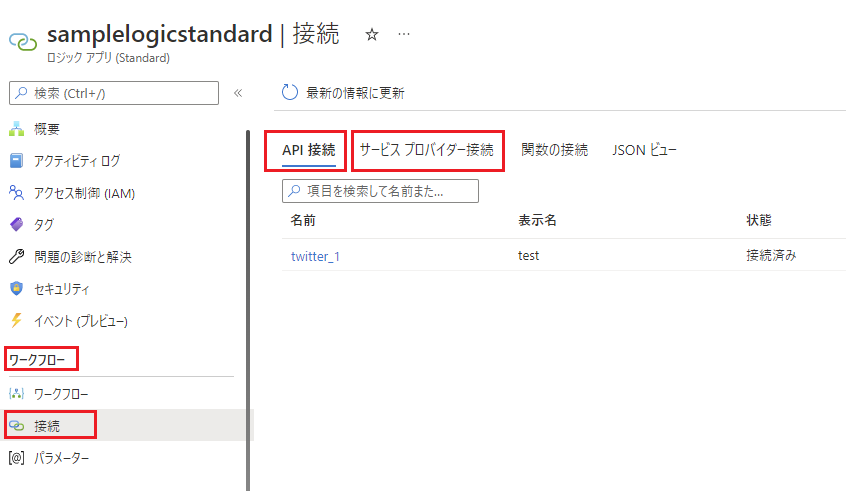 samplelogicstandard | 接続
ロジック アプリ (Standard)
検索 (Ctrl+/)
概要
アクティビティ ログ
アクセス制御 (IAM)
タグ
問題の診断と解決
セキュリティ
イベント (プレビュー)
ワークフロー
ワークフロー
接続
パラメーター
最新の情報に更新
API 接続 サービス プロバイダー接続 関数の接続 JSON ビュー
項目を検索して名前また...
名前 表示名 状態
twitter_1 test 接続済み